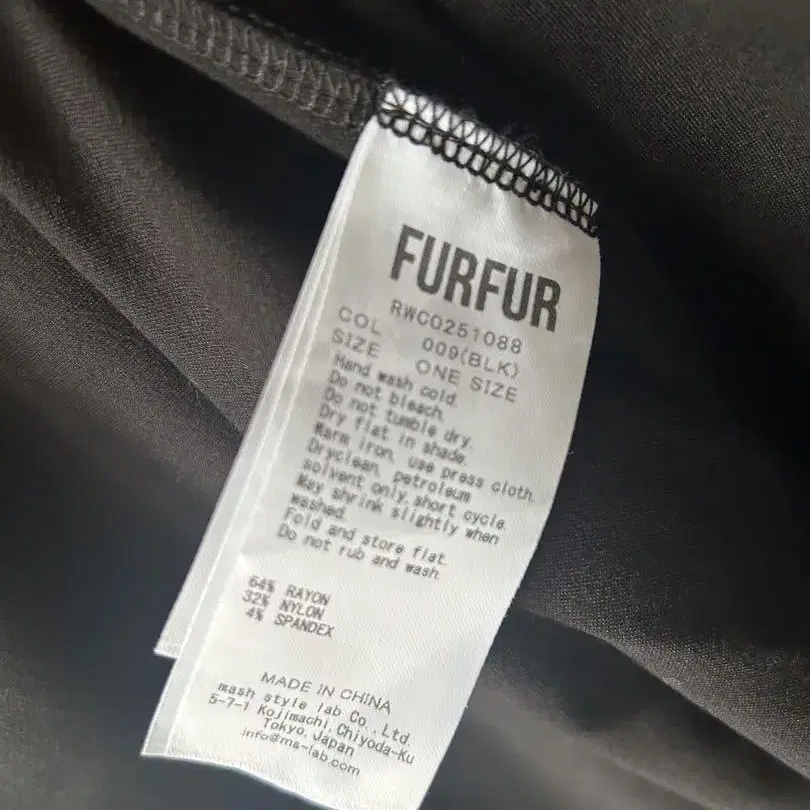 FURFUR
RWCO251088
COL 009(BLK)
SIZE ONE SIZE
Hand wash cold.
Do not bleach.
Do not tumble dry.
Dry flat in shade.
Warm iron, use press cloth.
Dryclean, petroleum
solvent only, short cycle.
May shrink slightly when
washed.
Fold and store flat.
Do not rub and wash.
64% RAYON
32% NYLON
4% SPANDEX
MADE IN CHINA
mash style lab Co., Ltd.
5-7-1 Kojimachi, Chiyoda-Ku
Tokyo, Japan
info@ms-lab.com